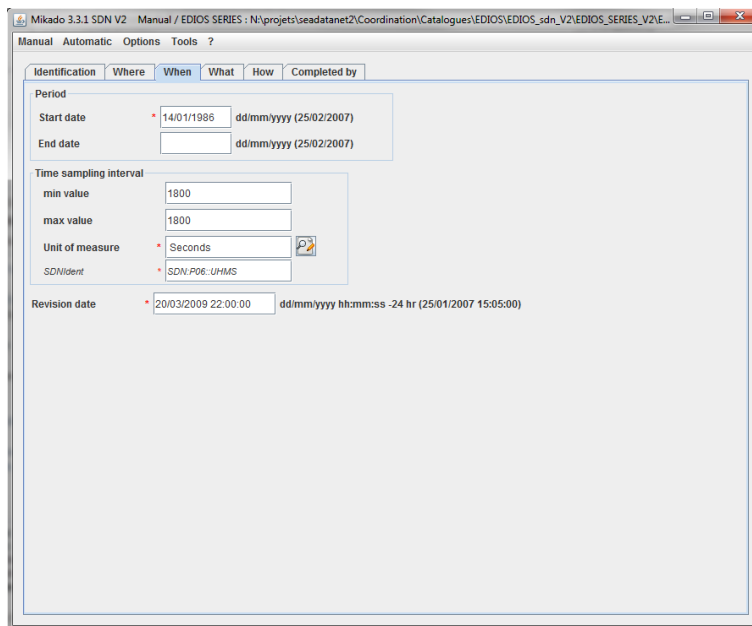 Mikado 3.3.1 SDN V2 Manual / EDIOS SERIES : N:\projets\seadatanet2\Coordination\Catalogues\EDIOS\EDIOS_sdn_V2\EDIOS_SERIES_V2\E...
Manual Automatic Options Tools ?
Identification Where When What How Completed by
Period
Start date * 14/01/1986 dd/mm/yyyy (25/02/2007)
End date dd/mm/yyyy (25/02/2007)
Time sampling interval
min value 1800
max value 1800
Unit of measure * Seconds
SDNIdent * SDN:P06::UHMS
Revision date * 20/03/2009 22:00:00 dd/mm/yyyy hh:mm:ss -24 hr (25/01/2007 15:05:00)